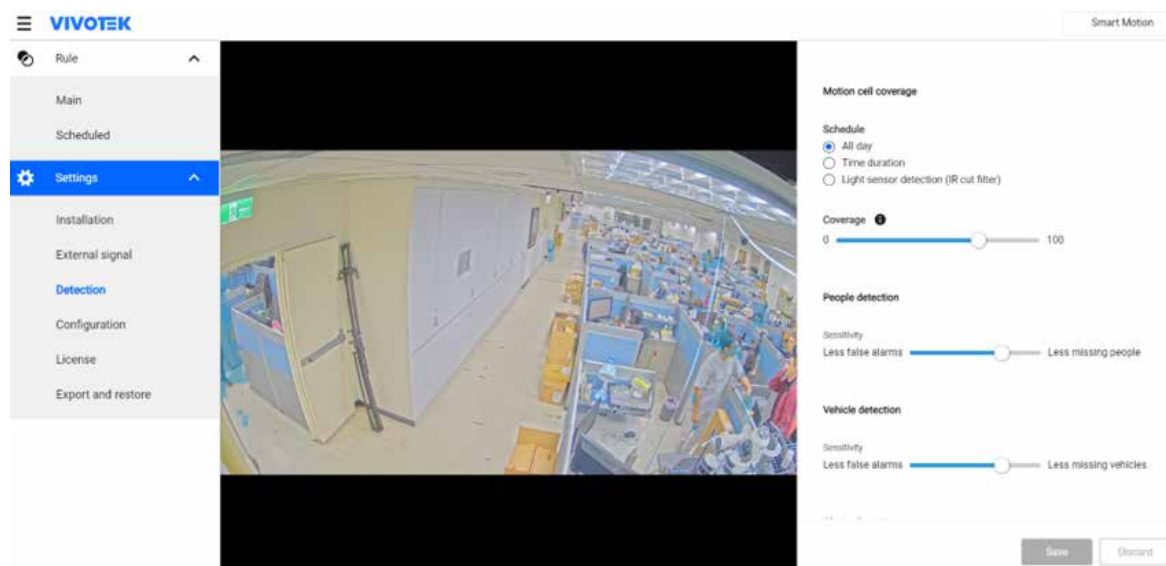 VIVOTEK
Smart Motion
Rule
Main
Scheduled
Settings
Installation
External signal
Detection
Configuration
License
Export and restore
Motion cell coverage
Schedule
All day
Time duration
Light sensor detection (IR cut filter)
Coverage
0 100
People detection
Sensitivity
Less false alarms Less missing people
Vehicle detection
Sensitivity
Less false alarms Less missing vehicles
Save Discard